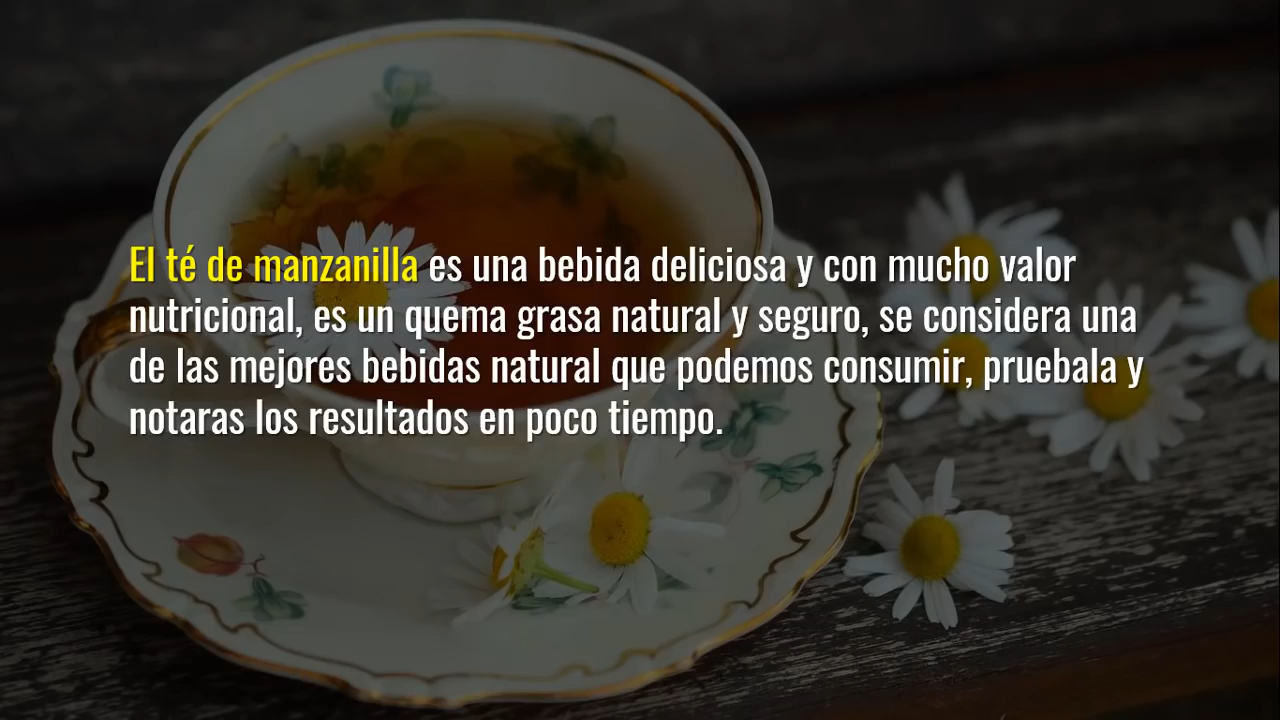 El té de manzanilla es una bebida deliciosa y con mucho valor
nutricional, es un quema grasa natural y seguro, se considera una
de las mejores bebidas natural que podemos consumir, pruebala y
notaras los resultados en poco tiempo.